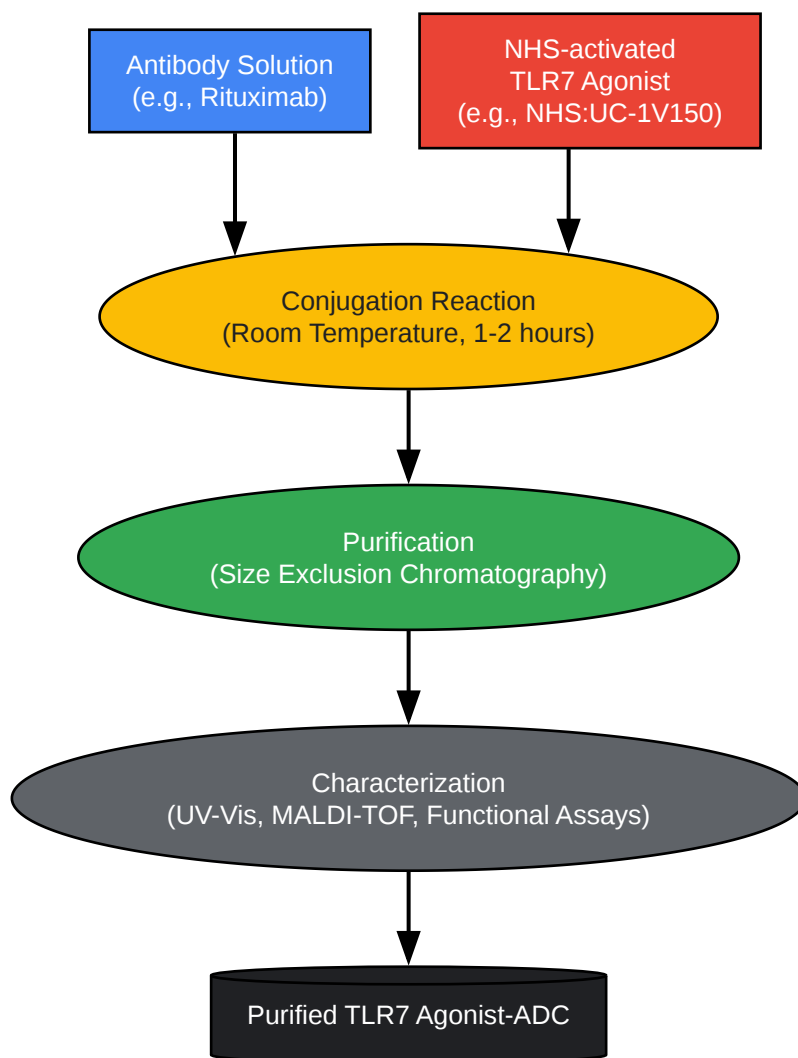 Antibody Solution
(e.g., Rituximab)
NHS-activated
TLR7 Agonist
(e.g., NHS:UC-1V150)
Conjugation Reaction
(Room Temperature, 1-2 hours)
Purification
(Size Exclusion Chromatography)
Characterization
(UV-Vis, MALDI-TOF, Functional Assays)
Purified TLR7 Agonist-ADC